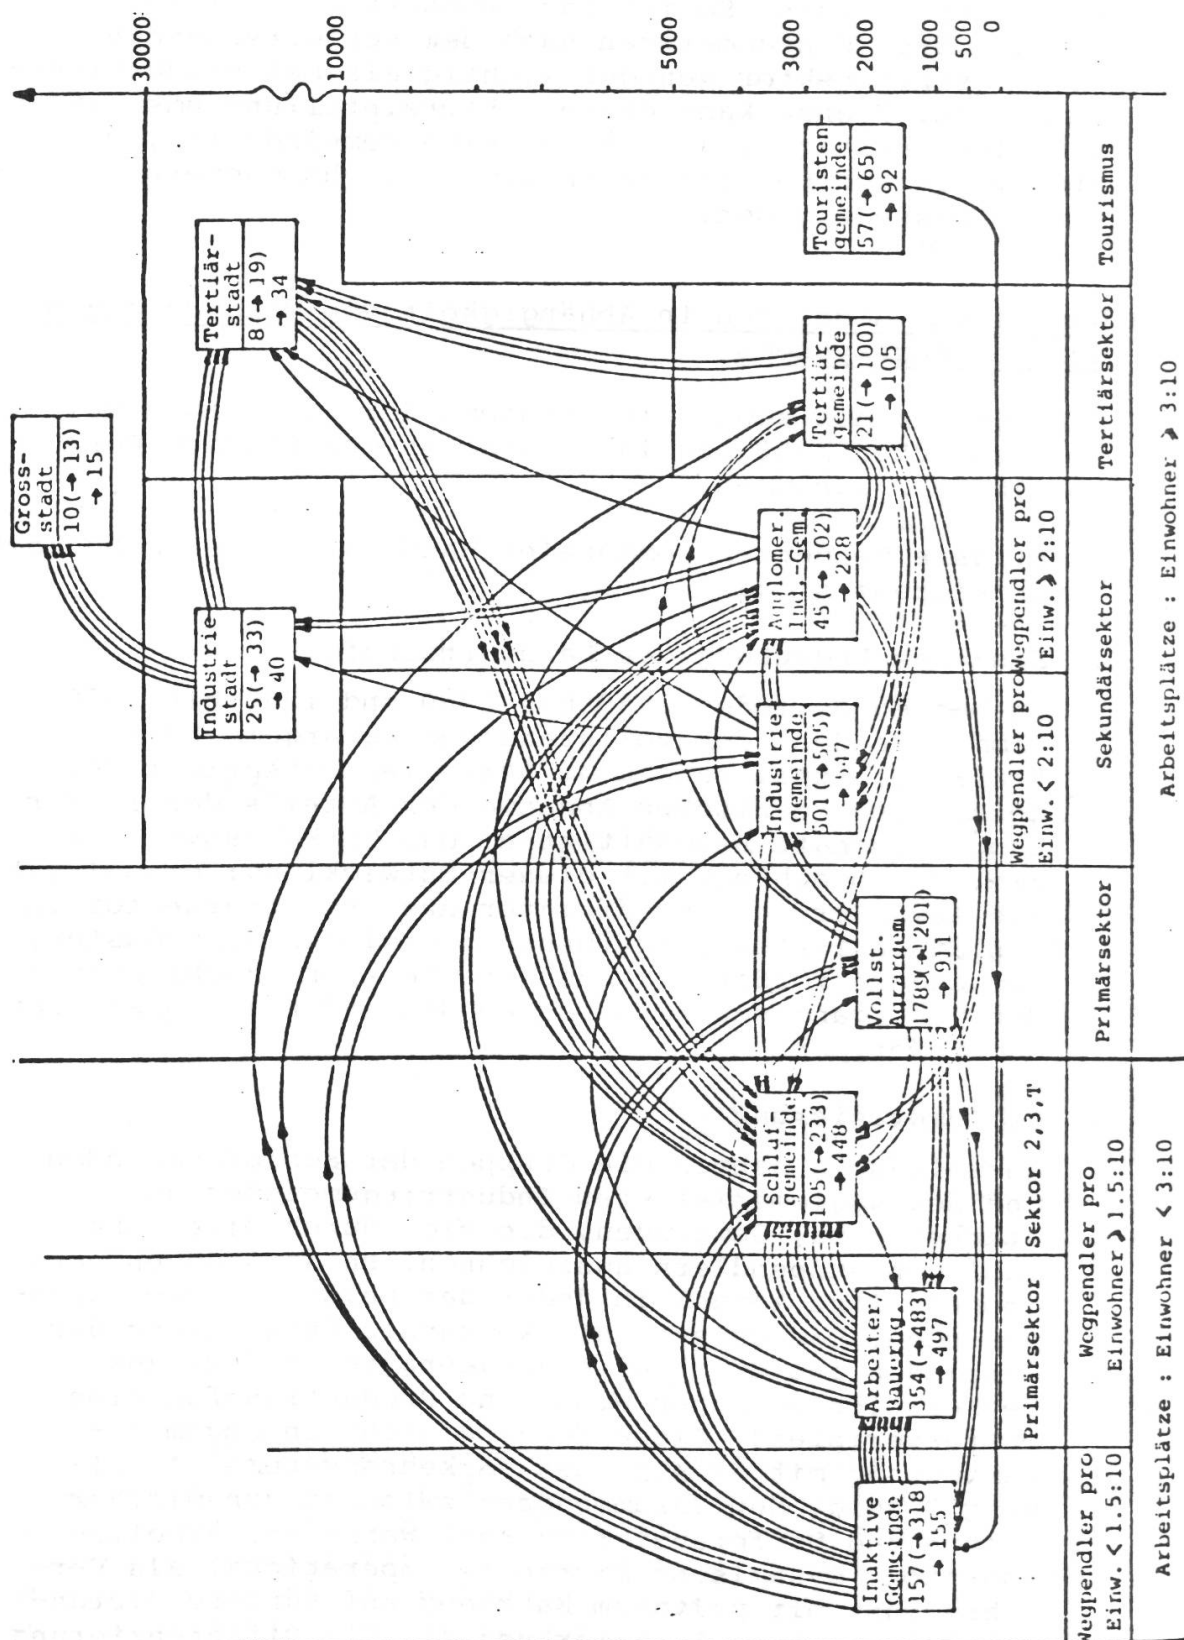 30000
10000
5000
3000
1000
500
0
Gross-
stadt
10(→13)
→15
Tertiär-
stadt
8(→19)
→34
Industrie
stadt
25(→33)
→40
Touristen-
gemeinde
57(→65)
→92
Tertiär-
gemeinde
21(→100)
→105
Agglomer.
Ind.-Gem.
45(→102)
→228
Industrie
gemeinde
501(→505)
→547
Vollst.
Agrargem.
1789(→1201)
→911
Schlaf-
gemeinde
105(→233)
→448
Arbeiter/
Bauerng.
354(→483)
→497
Inaktive
Gemeinde
157(→318
→155
Wegpendler pro
Einw. < 1.5:10
Primärsektor
Sektor 2,3,T
Wegpendler pro
Einwohner ⩾ 1.5:10
Primärsektor
Wegpendler pro
Einw. < 2:10
Wegpendler pro
Einw. ⩾ 2:10
Sekundärsektor
Tertiärsektor
Tourismus
Arbeitsplätze : Einwohner < 3:10
Arbeitsplätze : Einwohner ⩾ 3:10